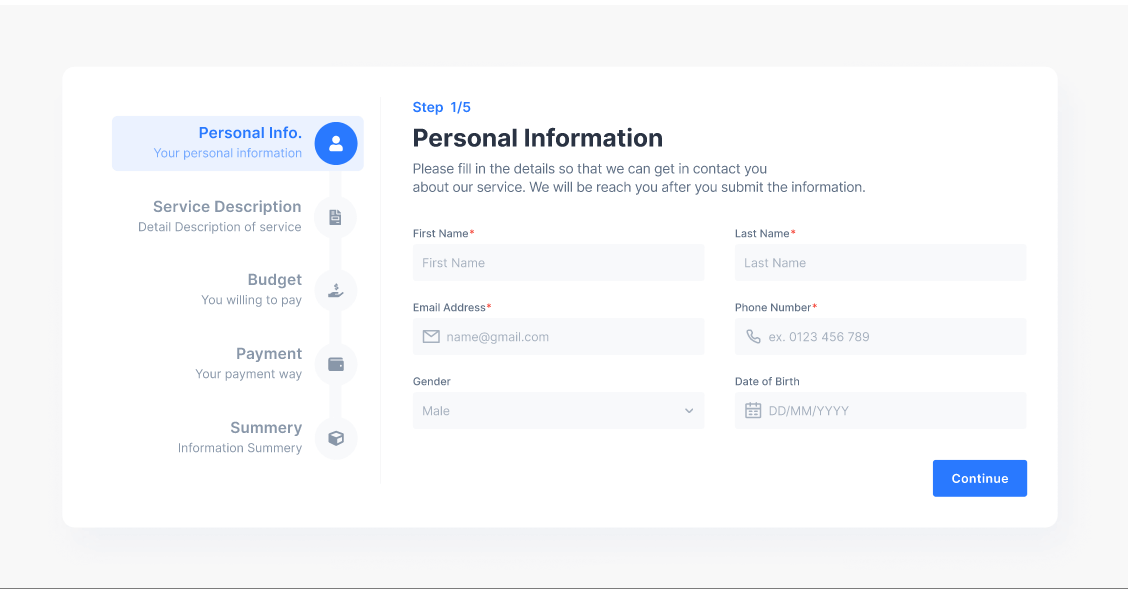 Personal Info.
Your personal information
Service Description
Detail Description of service
Budget
You willing to pay
Payment
Your payment way
Summery
Information Summery
Step 1/5
Personal Information
Please fill in the details so that we can get in contact you
about our service. We will be reach you after you submit the information.
First Name*
First Name
Last Name*
Last Name
Email Address*
name@gmail.com
Phone Number*
ex. 0123 456 789
Gender
Male
Date of Birth
DD/MM/YYYY
Continue